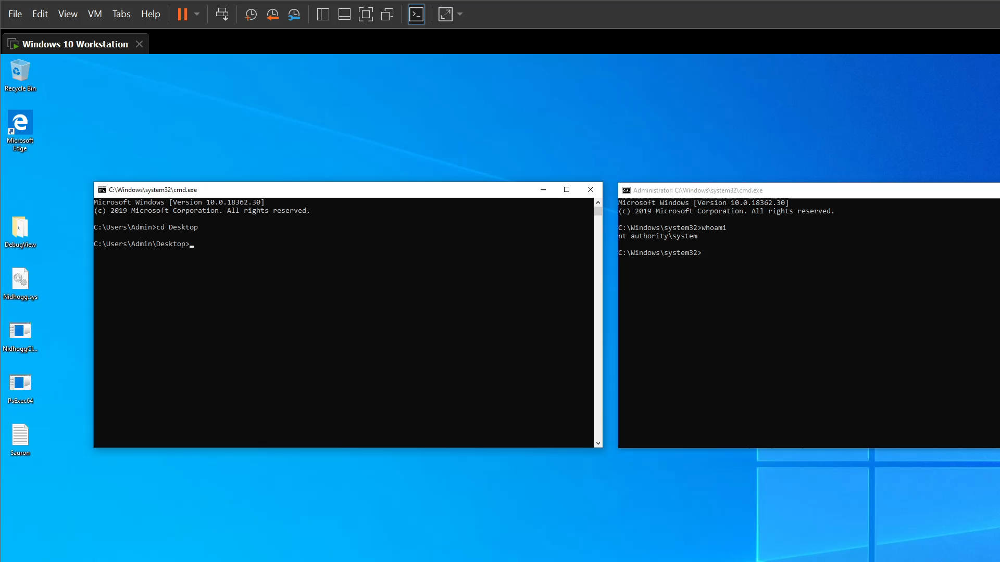 File Edit View VM Tabs Help
Windows 10 Workstation
Recycle Bin
Microsoft
Edge
DebugView
Nidhogg.sys
NidhoggCl...
PsExec64
Sauron
C:\Windows\system32\cmd.exe
Microsoft Windows [Version 10.0.18362.30]
(c) 2019 Microsoft Corporation. All rights reserved.
C:\Users\Admin>cd Desktop
C:\Users\Admin\Desktop>
Administrator: C:\Windows\system32\cmd.exe
Microsoft Windows [Version 10.0.18362.30]
(c) 2019 Microsoft Corporation. All rights reserved.
C:\Windows\system32>whoami
nt authority\system
C:\Windows\system32>